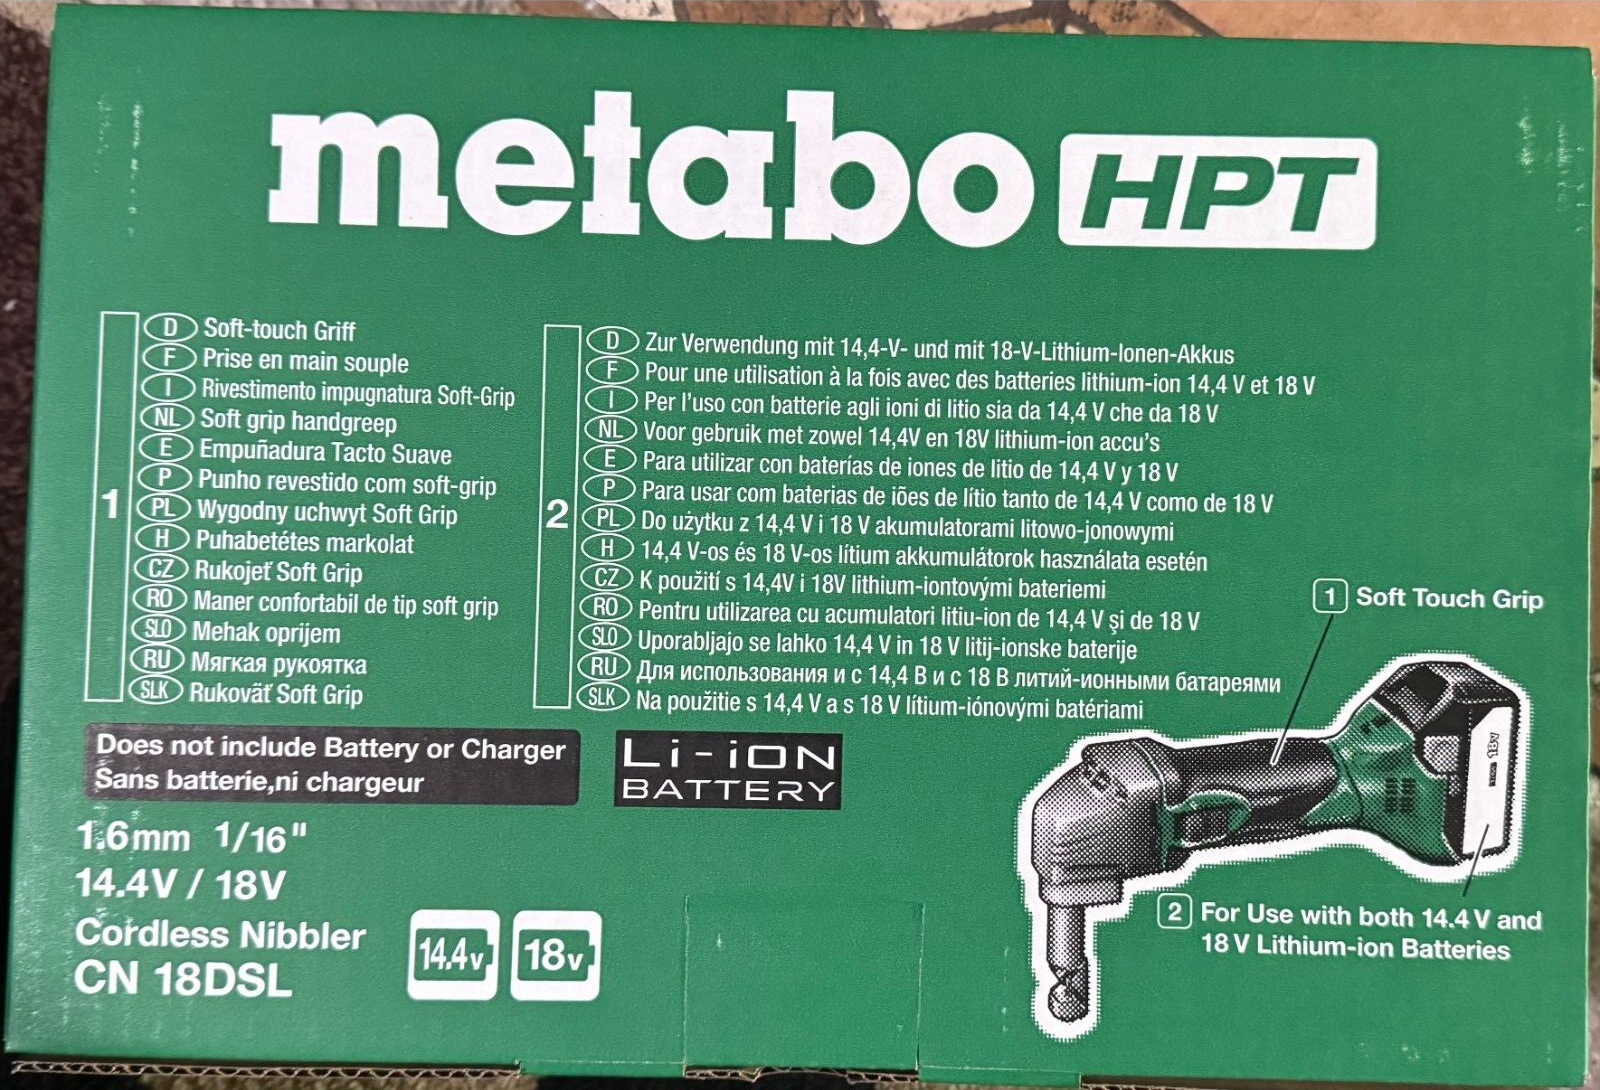 metabo HPT
1
D Soft-touch Griff
F Prise en main souple
I Rivestimento impugnatura Soft-Grip
NL Soft grip handgreep
E Empuñadura Tacto Suave
P Punho revestido com soft-grip
PL Wygodny uchwyt Soft Grip
H Puhabetétes markolat
CZ Rukojeť Soft Grip
RO Maner confortabil de tip soft grip
SLO Mehak oprijem
RU Мягкая рукоятка
SLK Rukoväť Soft Grip
2
D Zur Verwendung mit 14,4-V- und mit 18-V-Lithium-Ionen-Akkus
F Pour une utilisation à la fois avec des batteries lithium-ion 14,4 V et 18 V
I Per l'uso con batterie agli ioni di litio sia da 14,4 V che da 18 V
NL Voor gebruik met zowel 14,4V en 18V lithium-ion accu's
E Para utilizar con baterías de iones de litio de 14,4 V y 18 V
P Para usar com baterias de iões de lítio tanto de 14,4 V como de 18 V
PL Do użytku z 14,4 V i 18 V akumulatorami litowo-jonowymi
H 14,4 V-os és 18 V-os lítium akkumulátorok használata esetén
CZ K použití s 14,4V i 18V lithium-iontovými bateriemi
RO Pentru utilizarea cu acumulatori litiu-ion de 14,4 V şi de 18 V
SLO Uporabljajo se lahko 14,4 V in 18 V litij-ionske baterije
RU Для использования и с 14,4 В и с 18 В литий-ионными батареями
SLK Na použitie s 14,4 V a s 18 V lítium-iónovými batériami
1 Soft Touch Grip
18V
2 For Use with both 14.4 V and
18 V Lithium-ion Batteries
Does not include Battery or Charger
Sans batterie,ni chargeur
Li-iON
BATTERY
1.6mm 1/16"
14.4V / 18V
Cordless Nibbler
CN 18DSL
14.4v
18v